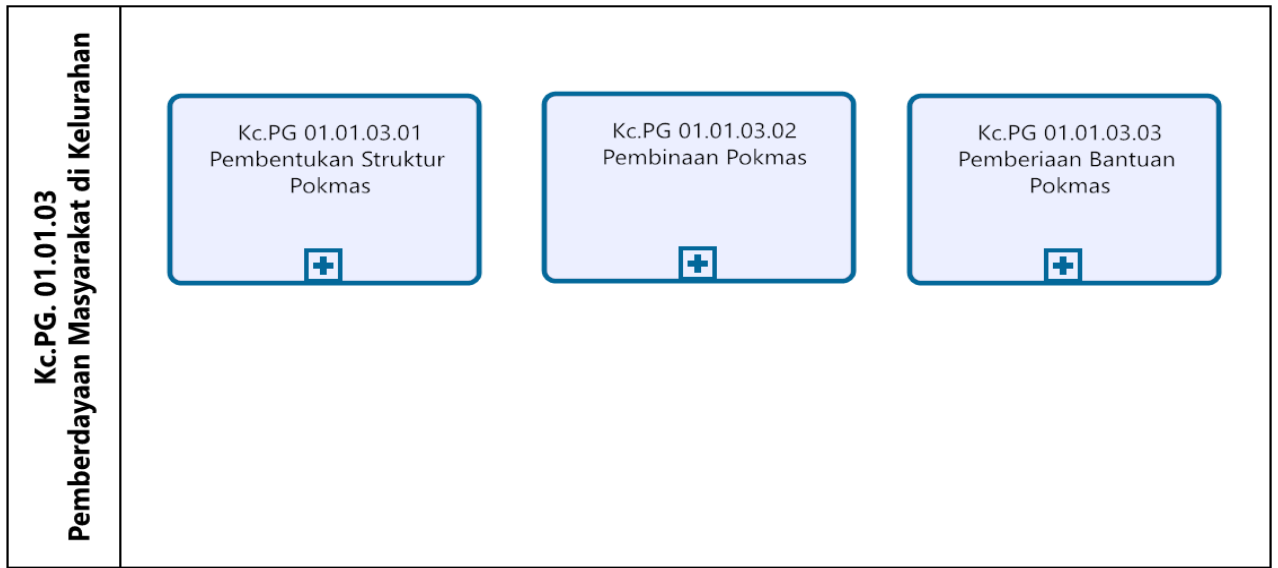 Kc.PG. 01.01.03
Pemberdayaan Masyarakat di Kelurahan
Kc.PG 01.01.03.01
Pembentukan Struktur
Pokmas
Kc.PG 01.01.03.02
Pembinaan Pokmas
Kc.PG 01.01.03.03
Pemberiaan Bantuan
Pokmas